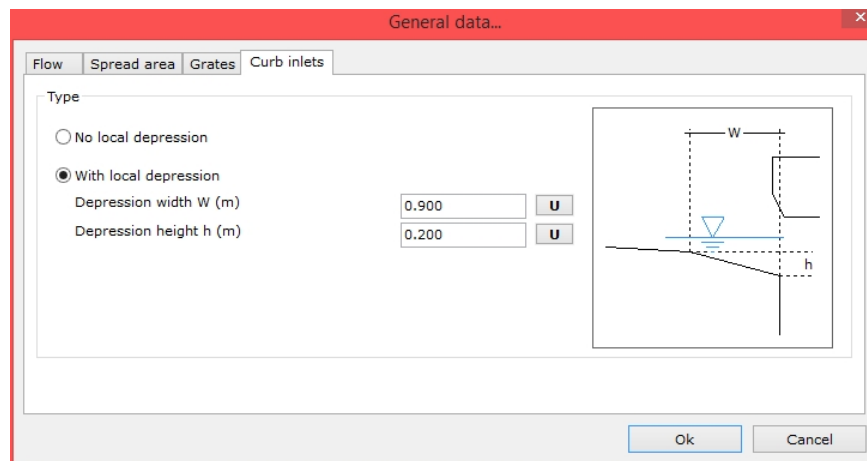 General data...
Flow
Spread area
Grates
Curb inlets
Type
No local depression
With local depression
Depression width W (m)
0.900
U
Depression height h (m)
0.200
U
W
h
Ok
Cancel